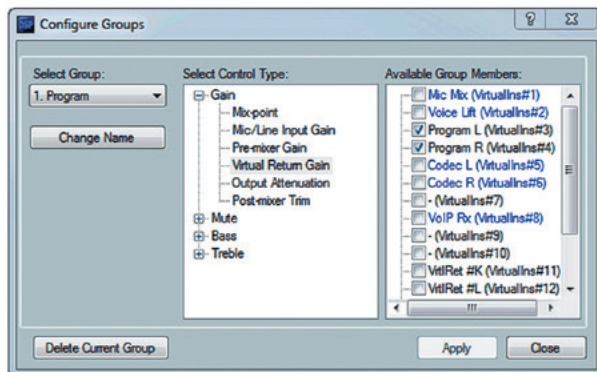 Configure Groups
Select Group:
1. Program
Change Name
Delete Current Group
Select Control Type:
Gain
Mix-point
Mic/Line Input Gain
Pre-mixer Gain
Virtual Return Gain
Output Attenuation
Post-mixer Trim
Mute
Bass
Treble
Available Group Members:
Mic Mix (VirtualIns#1)
Voice Lift (VirtualIns#2)
Program L (VirtualIns#3)
Program R (VirtualIns#4)
Codec L (VirtualIns#5)
Codec R (VirtualIns#6)
- (VirtualIns#7)
VoIP Rx (VirtualIns#8)
- (VirtualIns#9)
- (VirtualIns#10)
VrtlRet #K (VirtualIns#11)
VrtlRet #L (VirtualIns#12)
Apply
Close